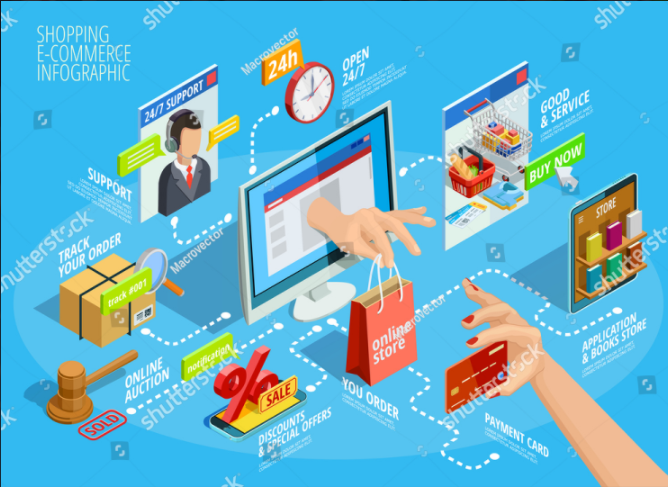 SHOPPING
E-COMMERCE
INFOGRAPHIC
24h
OPEN
24/7
24/7 SUPPORT
SUPPORT
GOOD
& SERVICE
BUY NOW
STORE
APPLICATION
& BOOKS STORE
TRACK
YOUR ORDER
track #001
ONLINE
AUCTION
SOLD
notification
%
SALE
DISCOUNTS
& SPECIAL OFFERS
online
store
YOU ORDER
PAYMENT CARD
shutterstock
Macrovector